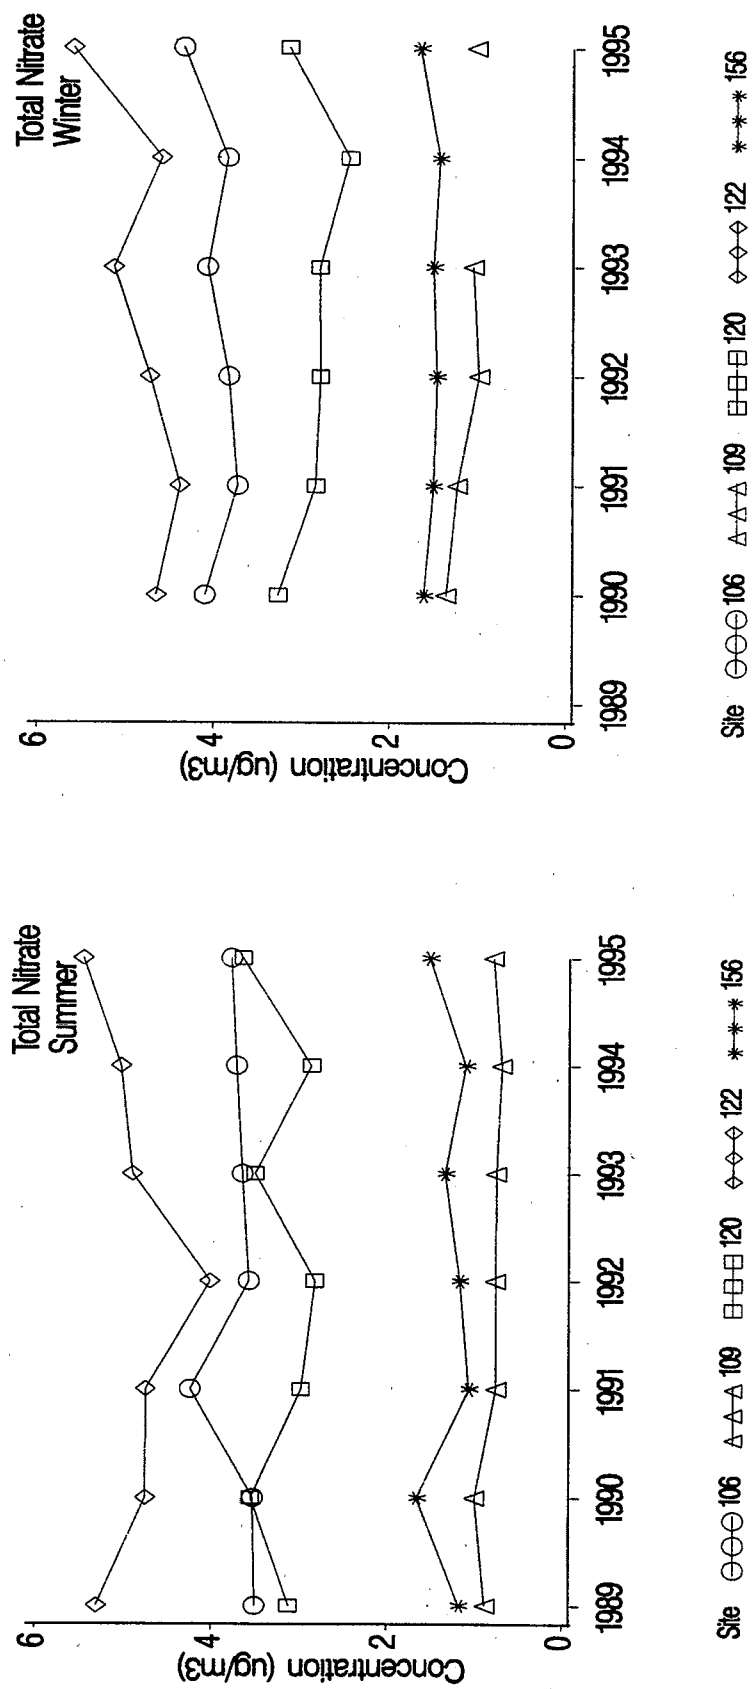 Total Nitrate
Summer
Concentration (ug/m3)
6
4
2
0
1989 1990 1991 1992 1993 1994 1995
Site 106 109 120 122 156
Total Nitrate
Winter
Concentration (ug/m3)
6
4
2
0
1989 1990 1991 1992 1993 1994 1995
Site 106 109 120 122 156